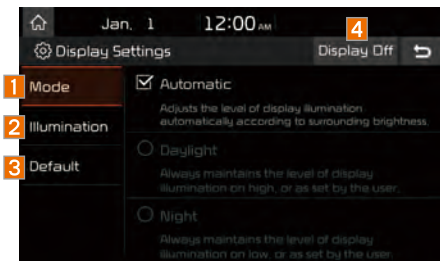 Jan. 1 12:00 AM
4
Display Settings Display Off
1 Mode
Automatic
Adjusts the level of display illumination
automatically according to surrounding brightness.
2 Illumination
Daylight
3 Default
Always maintains the level of display
illumination on high, or as set by the user.
Night
Always maintains the level of display
illumination on low, or as set by the user.